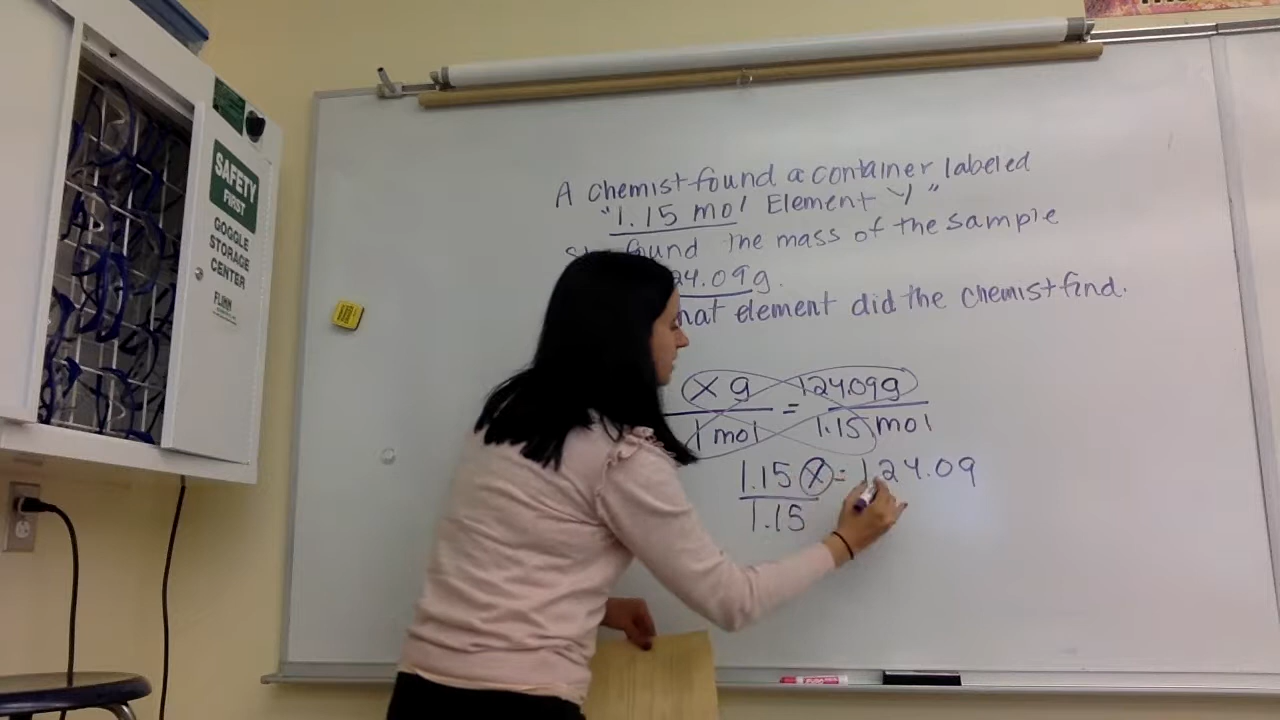 SAFETY
FIRST
GOGGLE
STORAGE
CENTER
FLINN
A chemist found a container labeled
"1.15 mol Element Y"
found the mass of the sample
24.09g.
element did the chemist find.
x g = 124.09g
1 mol 1.15 mol
1.15 x = 124.09
1.15